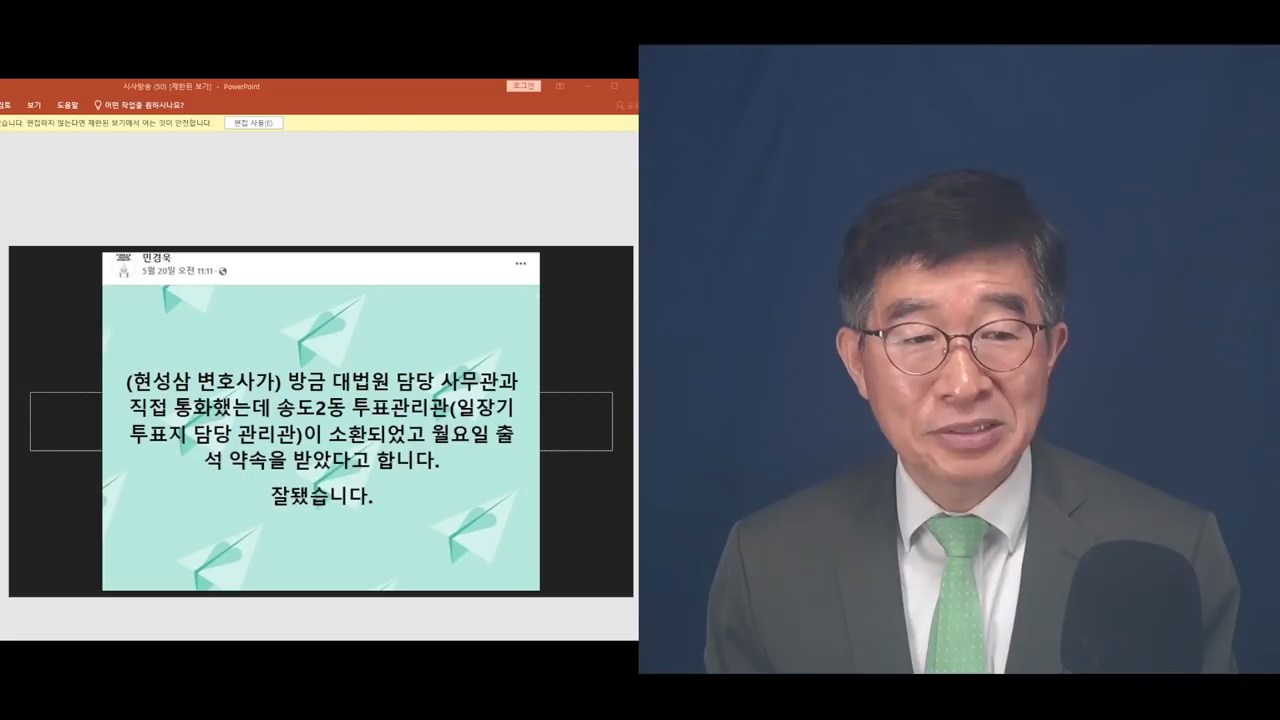 시사방송 (50) [제한된 보기] - PowerPoint
로그인
검토 보기 도움말 어떤 작업을 원하시나요?
습니다. 편집하지 않는다면 제한된 보기에서 여는 것이 안전합니다. 편집 사용(E)
민경욱
5월 20일 오전 11:11 ·
(현성삼 변호사가) 방금 대법원 담당 사무관과
직접 통화했는데 송도2동 투표관리관(일장기
투표지 담당 관리관)이 소환되었고 월요일 출
석 약속을 받았다고 합니다.
잘됐습니다.